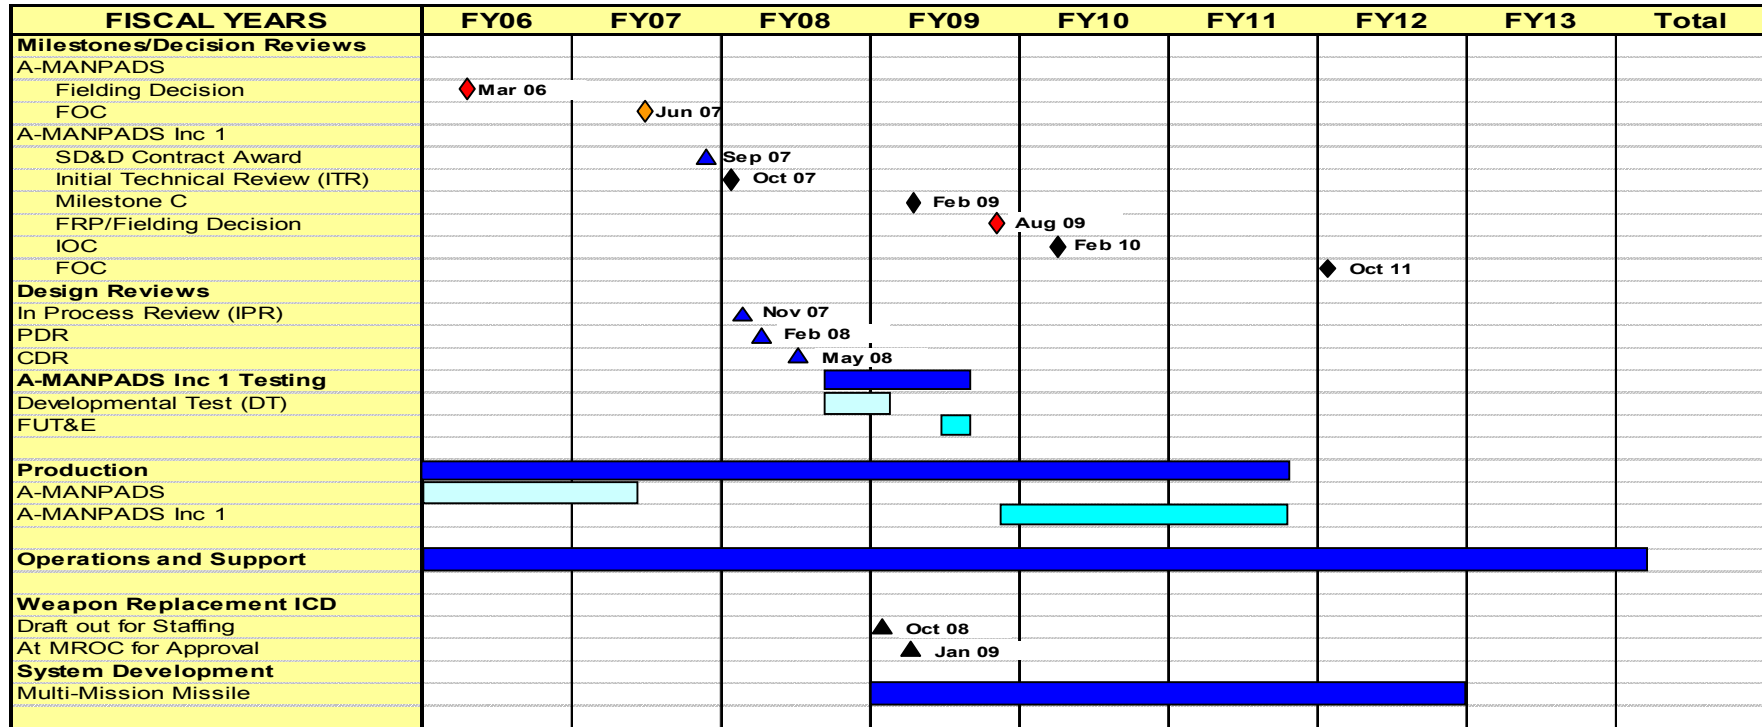 FISCAL YEARS FY06 FY07 FY08 FY09 FY10 FY11 FY12 FY13 Total
Milestones/Decision Reviews
A-MANPADS
Fielding Decision Mar 06
FOC Jun 07
A-MANPADS Inc 1
SD&D Contract Award Sep 07
Initial Technical Review (ITR) Oct 07
Milestone C Feb 09
FRP/Fielding Decision Aug 09
IOC Feb 10
FOC Oct 11
Design Reviews
In Process Review (IPR) Nov 07
PDR Feb 08
CDR May 08
A-MANPADS Inc 1 Testing
Developmental Test (DT)
FUT&E
Production
A-MANPADS
A-MANPADS Inc 1
Operations and Support
Weapon Replacement ICD
Draft out for Staffing Oct 08
At MROC for Approval Jan 09
System Development
Multi-Mission Missile